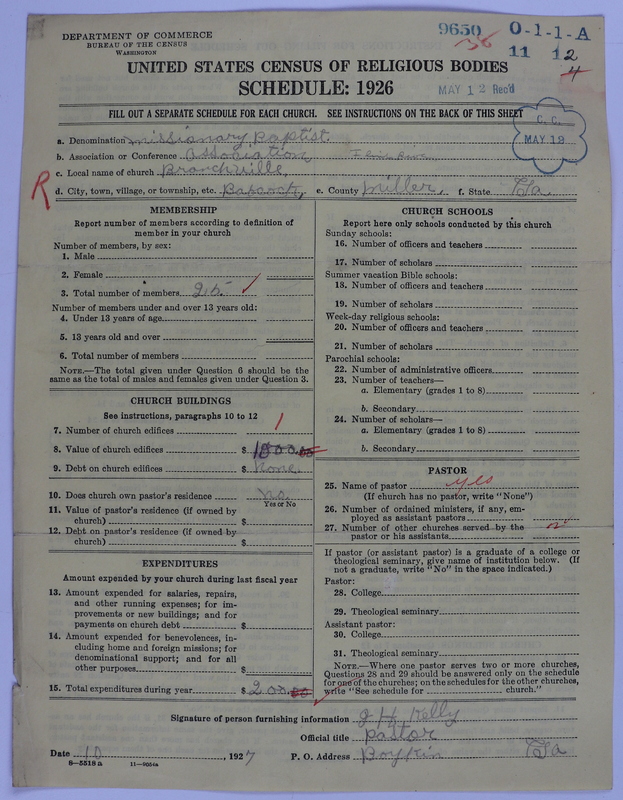 DEPARTMENT OF COMMERCE
BUREAU OF THE CENSUS
WASHINGTON
9650 0-1-1-A
36
11 12
4
UNITED STATES CENSUS OF RELIGIOUS BODIES
SCHEDULE: 1926
MAY 12 Rec'd
FILL OUT A SEPARATE SCHEDULE FOR EACH CHURCH. SEE INSTRUCTIONS ON THE BACK OF THIS SHEET
C. C.
MAY 18
a. Denomination Missionary Baptist
b. Association or Conference Association
c. Local name of church Branchville
R
d. City, town, village, or township, etc. Babcock, e. County Miller, f. State Ga
MEMBERSHIP
Report number of members according to definition of
member in your church
Number of members, by sex:
1. Male
2. Female
3. Total number of members 215
Number of members under and over 13 years old:
4. Under 13 years of age
5. 13 years old and over
6. Total number of members
NOTE.—The total given under Question 6 should be the
same as the total of males and females given under Question 3.
CHURCH BUILDINGS
See instructions, paragraphs 10 to 12
7. Number of church edifices 1
8. Value of church edifices $ 1800.00
9. Debt on church edifices $ None
10. Does church own pastor's residence No
Yes or No
11. Value of pastor's residence (if owned by
church) $
12. Debt on pastor's residence (if owned by
church) $
EXPENDITURES
Amount expended by your church during last fiscal year
13. Amount expended for salaries, repairs,
and other running expenses; for im-
provements or new buildings; and for
payments on church debt $
14. Amount expended for benevolences, in-
cluding home and foreign missions; for
denominational support; and for all
other purposes $
15. Total expenditures during year $ 200.00
CHURCH SCHOOLS
Report here only schools conducted by this church
Sunday schools:
16. Number of officers and teachers
17. Number of scholars
Summer vacation Bible schools:
18. Number of officers and teachers
19. Number of scholars
Week-day religious schools:
20. Number of officers and teachers
21. Number of scholars
Parochial schools:
22. Number of administrative officers
23. Number of teachers—
a. Elementary (grades 1 to 8)
b. Secondary
24. Number of scholars—
a. Elementary (grades 1 to 8)
b. Secondary
PASTOR
25. Name of pastor yes
(If church has no pastor, write "None")
26. Number of ordained ministers, if any, em-
ployed as assistant pastors
27. Number of other churches served by the
pastor or his assistants
If pastor (or assistant pastor) is a graduate of a college or
theological seminary, give name of institution below. (If
not a graduate, write "No" in the space indicated.)
Pastor:
28. College
29. Theological seminary
Assistant pastor:
30. College
31. Theological seminary
NOTE.—Where one pastor serves two or more churches,
Questions 28 and 29 should be answered only on the schedule
for one of the churches; on the schedules for the other churches,
write "See schedule for church."
Signature of person furnishing information J H Kelly
Official title Pastor
Date 10, 1927 P. O. Address Boykin Ga
8—5518 a 11—9064a